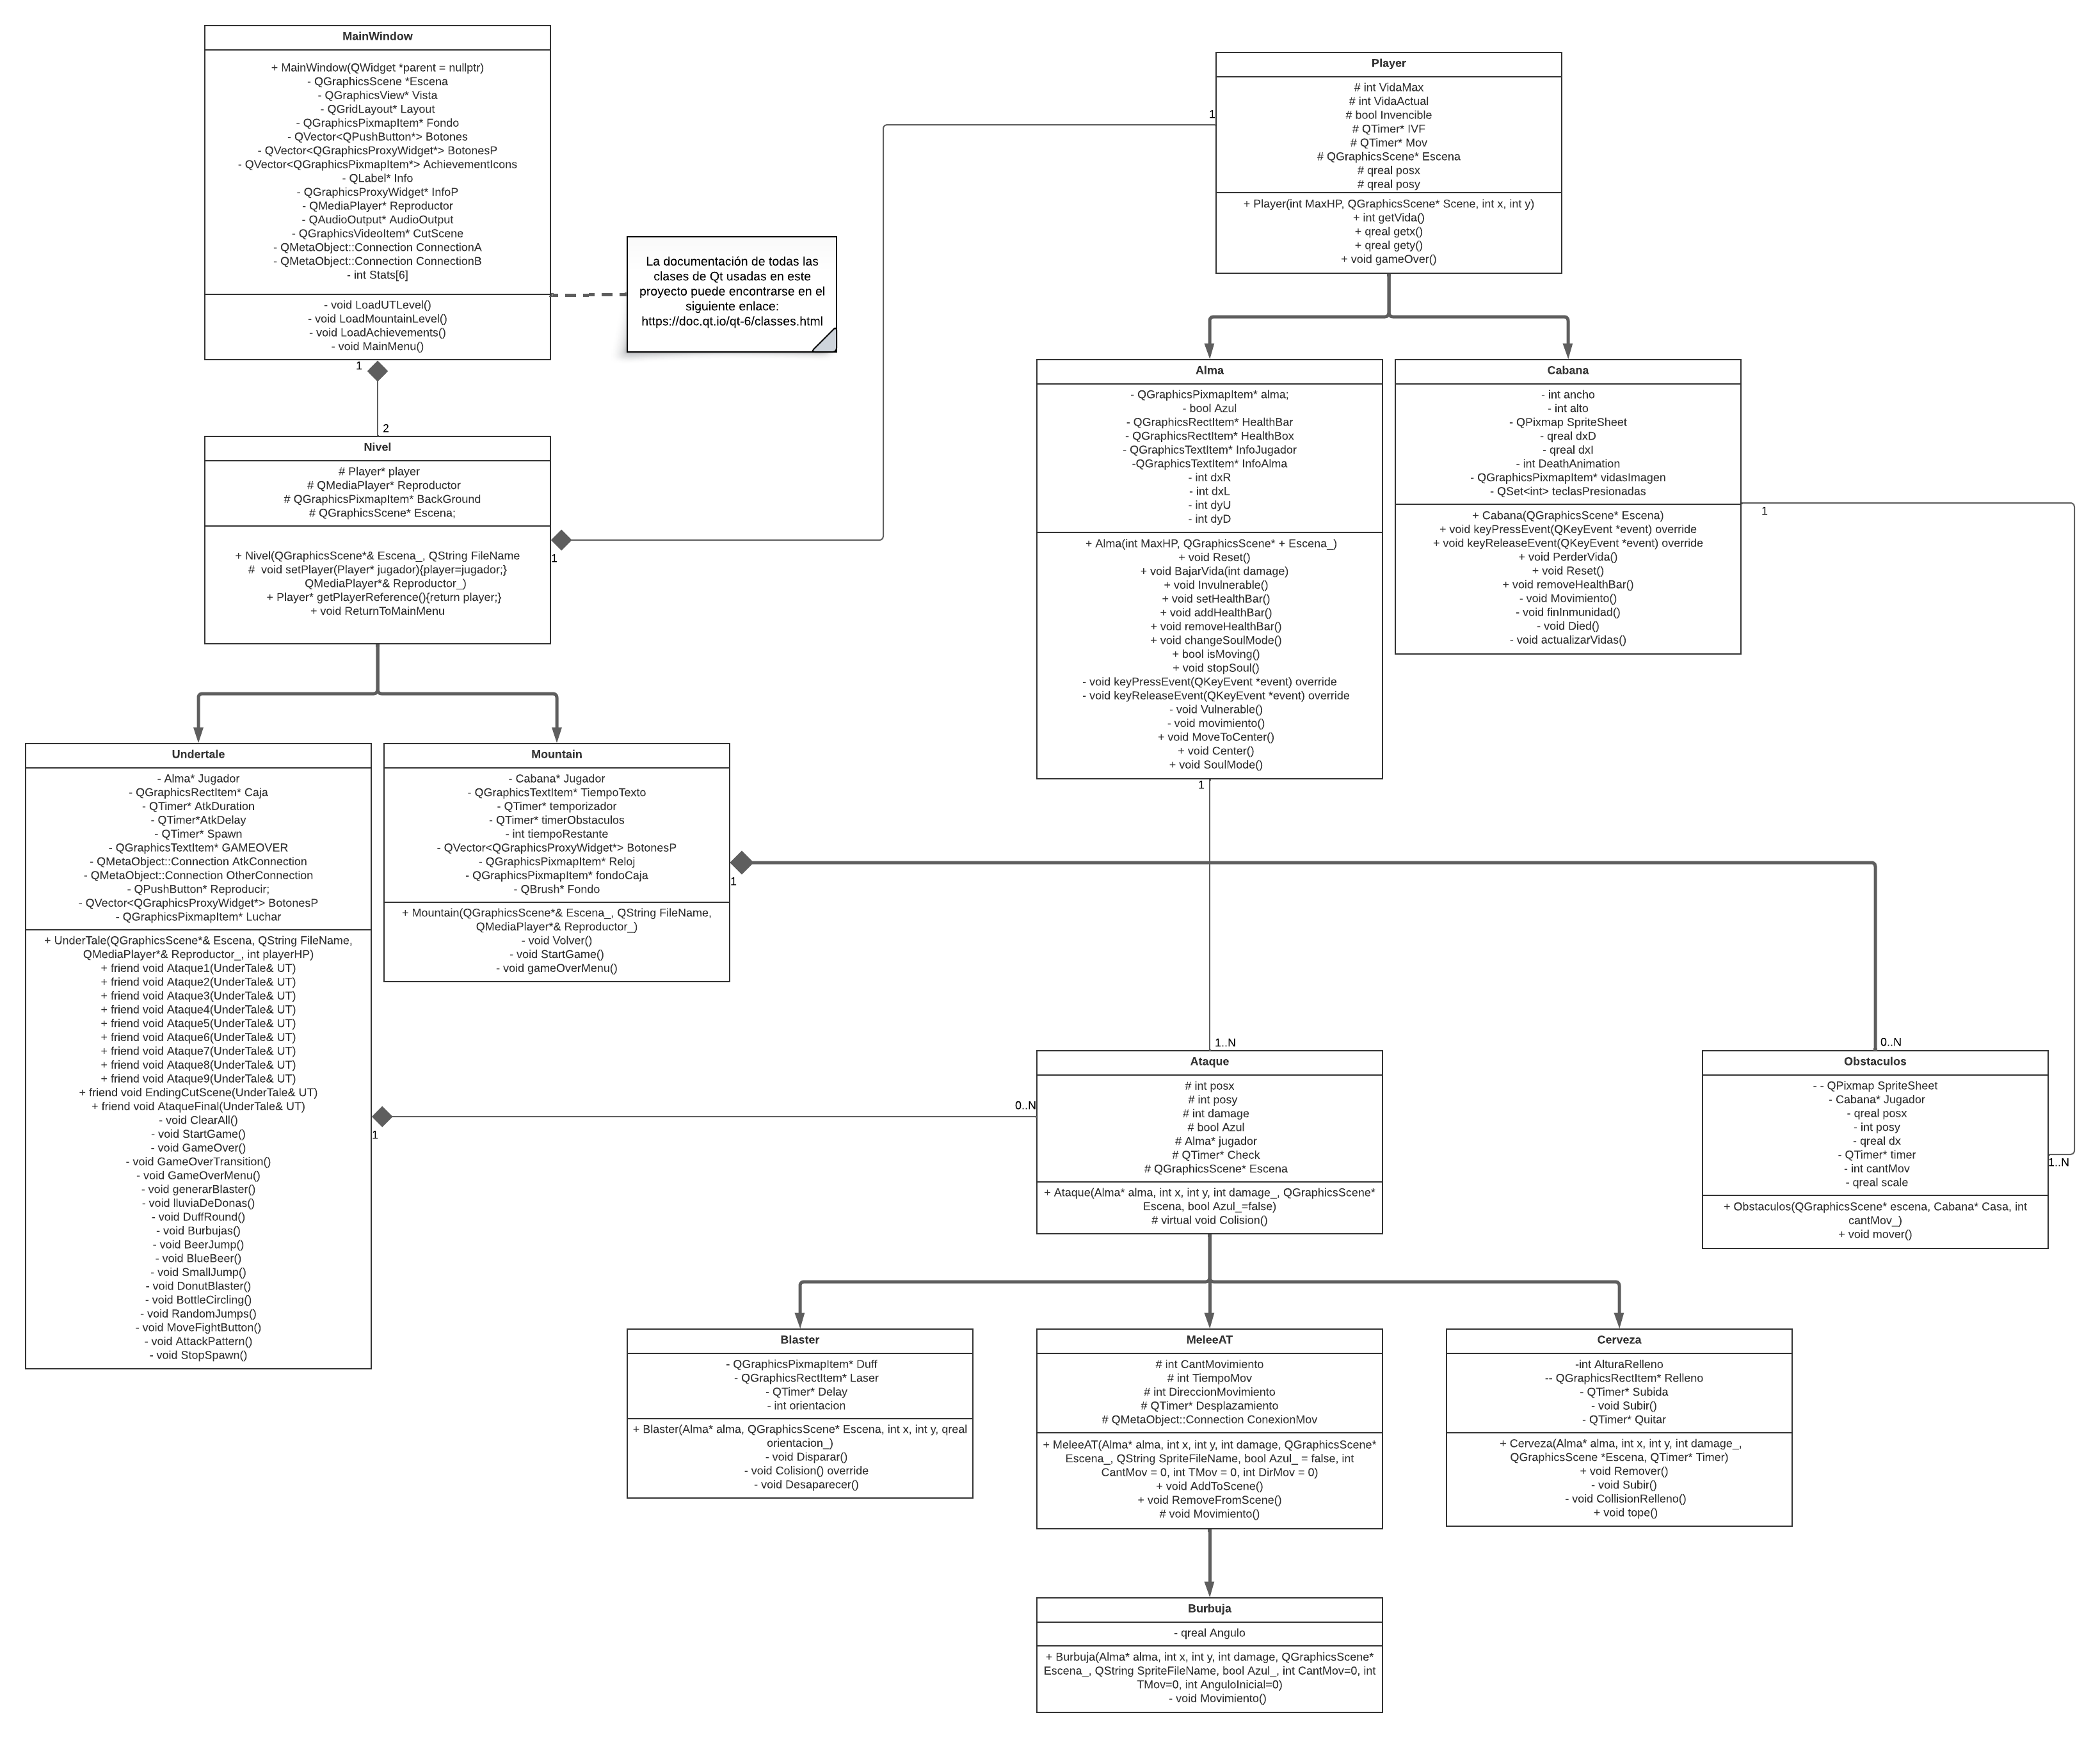 MainWindow
+ MainWindow(QWidget *parent = nullptr)
- QGraphicsScene *Escena
- QGraphicsView* Vista
- QGridLayout* Layout
- QGraphicsPixmapItem* Fondo
- QVector<QPushButton*> Botones
- QVector<QGraphicsProxyWidget*> BotonesP
- QVector<QGraphicsPixmapItem*> AchievementIcons
- QLabel* Info
- QGraphicsProxyWidget* InfoP
- QMediaPlayer* Reproductor
- QAudioOutput* AudioOutput
- QGraphicsVideoItem* CutScene
- QMetaObject::Connection ConnectionA
- QMetaObject::Connection ConnectionB
- int Stats[6]
- void LoadUTLevel()
- void LoadMountainLevel()
- void LoadAchievements()
- void MainMenu()
1
2
La documentación de todas las
clases de Qt usadas en este
proyecto puede encontrarse en el
siguiente enlace:
https://doc.qt.io/qt-6/classes.html
Player
# int VidaMax
# int VidaActual
# bool Invencible
# QTimer* IVF
# QTimer* Mov
# QGraphicsScene* Escena
# qreal posx
# qreal posy
+ Player(int MaxHP, QGraphicsScene* Scene, int x, int y)
+ int getVida()
+ qreal getx()
+ qreal gety()
+ void gameOver()
1
Nivel
# Player* player
# QMediaPlayer* Reproductor
# QGraphicsPixmapItem* BackGround
# QGraphicsScene* Escena;
+ Nivel(QGraphicsScene*& Escena_, QString FileName
#  void setPlayer(Player* jugador){player=jugador;}
QMediaPlayer*& Reproductor_)
+ Player* getPlayerReference(){return player;}
+ void ReturnToMainMenu
1
Alma
- QGraphicsPixmapItem* alma;
- bool Azul
- QGraphicsRectItem* HealthBar
- QGraphicsRectItem* HealthBox
- QGraphicsTextItem* InfoJugador
-QGraphicsTextItem* InfoAlma
- int dxR
- int dxL
- int dyU
- int dyD
+ Alma(int MaxHP, QGraphicsScene* + Escena_)
+ void Reset()
+ void BajarVida(int damage)
+ void Invulnerable()
+ void setHealthBar()
+ void addHealthBar()
+ void removeHealthBar()
+ void changeSoulMode()
+ bool isMoving()
+ void stopSoul()
- void keyPressEvent(QKeyEvent *event) override
- void keyReleaseEvent(QKeyEvent *event) override
- void Vulnerable()
- void movimiento()
+ void MoveToCenter()
+ void Center()
+ void SoulMode()
1
Cabana
- int ancho
- int alto
- QPixmap SpriteSheet
- qreal dxD
- qreal dxI
- int DeathAnimation
- QGraphicsPixmapItem* vidasImagen
- QSet<int> teclasPresionadas
+ Cabana(QGraphicsScene* Escena)
+ void keyPressEvent(QKeyEvent *event) override
+ void keyReleaseEvent(QKeyEvent *event) override
+ void PerderVida()
+ void Reset()
+ void removeHealthBar()
- void Movimiento()
- void finInmunidad()
- void Died()
- void actualizarVidas()
1
Undertale
- Alma* Jugador
- QGraphicsRectItem* Caja
- QTimer* AtkDuration
- QTimer*AtkDelay
- QTimer* Spawn
- QGraphicsTextItem* GAMEOVER
- QMetaObject::Connection AtkConnection
- QMetaObject::Connection OtherConnection
- QPushButton* Reproducir;
- QVector<QGraphicsProxyWidget*> BotonesP
- QGraphicsPixmapItem* Luchar
+ UnderTale(QGraphicsScene*& Escena, QString FileName,
QMediaPlayer*& Reproductor_, int playerHP)
+ friend void Ataque1(UnderTale& UT)
+ friend void Ataque2(UnderTale& UT)
+ friend void Ataque3(UnderTale& UT)
+ friend void Ataque4(UnderTale& UT)
+ friend void Ataque5(UnderTale& UT)
+ friend void Ataque6(UnderTale& UT)
+ friend void Ataque7(UnderTale& UT)
+ friend void Ataque8(UnderTale& UT)
+ friend void Ataque9(UnderTale& UT)
+ friend void EndingCutScene(UnderTale& UT)
+ friend void AtaqueFinal(UnderTale& UT)
- void ClearAll()
- void StartGame()
- void GameOver()
- void GameOverTransition()
- void GameOverMenu()
- void generarBlaster()
- void lluviaDeDonas()
- void DuffRound()
- void Burbujas()
- void BeerJump()
- void BlueBeer()
- void SmallJump()
- void DonutBlaster()
- void BottleCircling()
- void RandomJumps()
- void MoveFightButton()
- void AttackPattern()
- void StopSpawn()
1
Mountain
- Cabana* Jugador
- QGraphicsTextItem* TiempoTexto
- QTimer* temporizador
- QTimer* timerObstaculos
- int tiempoRestante
- QVector<QGraphicsProxyWidget*> BotonesP
- QGraphicsPixmapItem* Reloj
- QGraphicsPixmapItem* fondoCaja
- QBrush* Fondo
+ Mountain(QGraphicsScene*& Escena_, QString FileName,
QMediaPlayer*& Reproductor_)
- void Volver()
- void StartGame()
- void gameOverMenu()
1
1..N
0..N
Ataque
# int posx
# int posy
# int damage
# bool Azul
# Alma* jugador
# QTimer* Check
# QGraphicsScene* Escena
+ Ataque(Alma* alma, int x, int y, int damage_, QGraphicsScene*
Escena, bool Azul_=false)
# virtual void Colision()
0..N
Obstaculos
- - QPixmap SpriteSheet
- Cabana* Jugador
- qreal posx
- int posy
- qreal dx
- QTimer* timer
- int cantMov
- qreal scale
+ Obstaculos(QGraphicsScene* escena, Cabana* Casa, int
cantMov_)
+ void mover()
1..N
Blaster
- QGraphicsPixmapItem* Duff
- QGraphicsRectItem* Laser
- QTimer* Delay
- int orientacion
+ Blaster(Alma* alma, QGraphicsScene* Escena, int x, int y, qreal
orientacion_)
- void Disparar()
- void Colision() override
- void Desaparecer()
MeleeAT
# int CantMovimiento
# int TiempoMov
# int DireccionMovimiento
# QTimer* Desplazamiento
# QMetaObject::Connection ConexionMov
+ MeleeAT(Alma* alma, int x, int y, int damage, QGraphicsScene*
Escena_, QString SpriteFileName, bool Azul_ = false, int
CantMov = 0, int TMov = 0, int DirMov = 0)
+ void AddToScene()
+ void RemoveFromScene()
# void Movimiento()
Cerveza
-int AlturaRelleno
-- QGraphicsRectItem* Relleno
- QTimer* Subida
- void Subir()
- QTimer* Quitar
+ Cerveza(Alma* alma, int x, int y, int damage_,
QGraphicsScene *Escena, QTimer* Timer)
+ void Remover()
- void Subir()
- void CollisionRelleno()
+ void tope()
Burbuja
- qreal Angulo
+ Burbuja(Alma* alma, int x, int y, int damage, QGraphicsScene*
Escena_, QString SpriteFileName, bool Azul_, int CantMov=0, int
TMov=0, int AnguloInicial=0)
- void Movimiento()